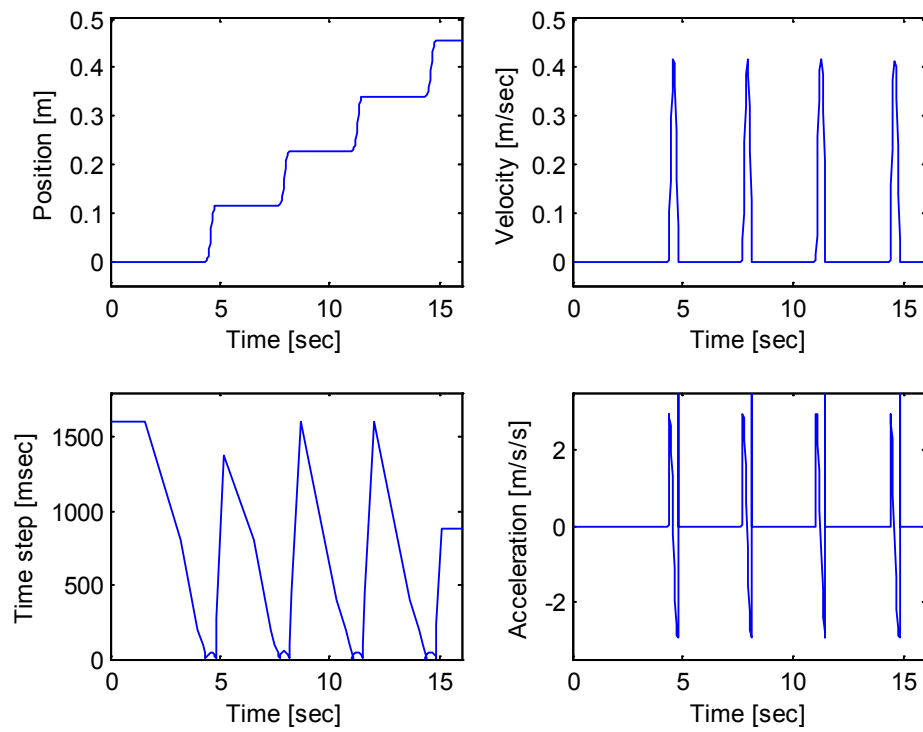 0.5
0.4
0.3
0.2
0.1
0
Position [m]
0 5 10 15
Time [sec]
0.5
0.4
0.3
0.2
0.1
0
Velocity [m/sec]
0 5 10 15
Time [sec]
1500
1000
500
0
Time step [msec]
0 5 10 15
Time [sec]
2
0
-2
Acceleration [m/s/s]
0 5 10 15
Time [sec]